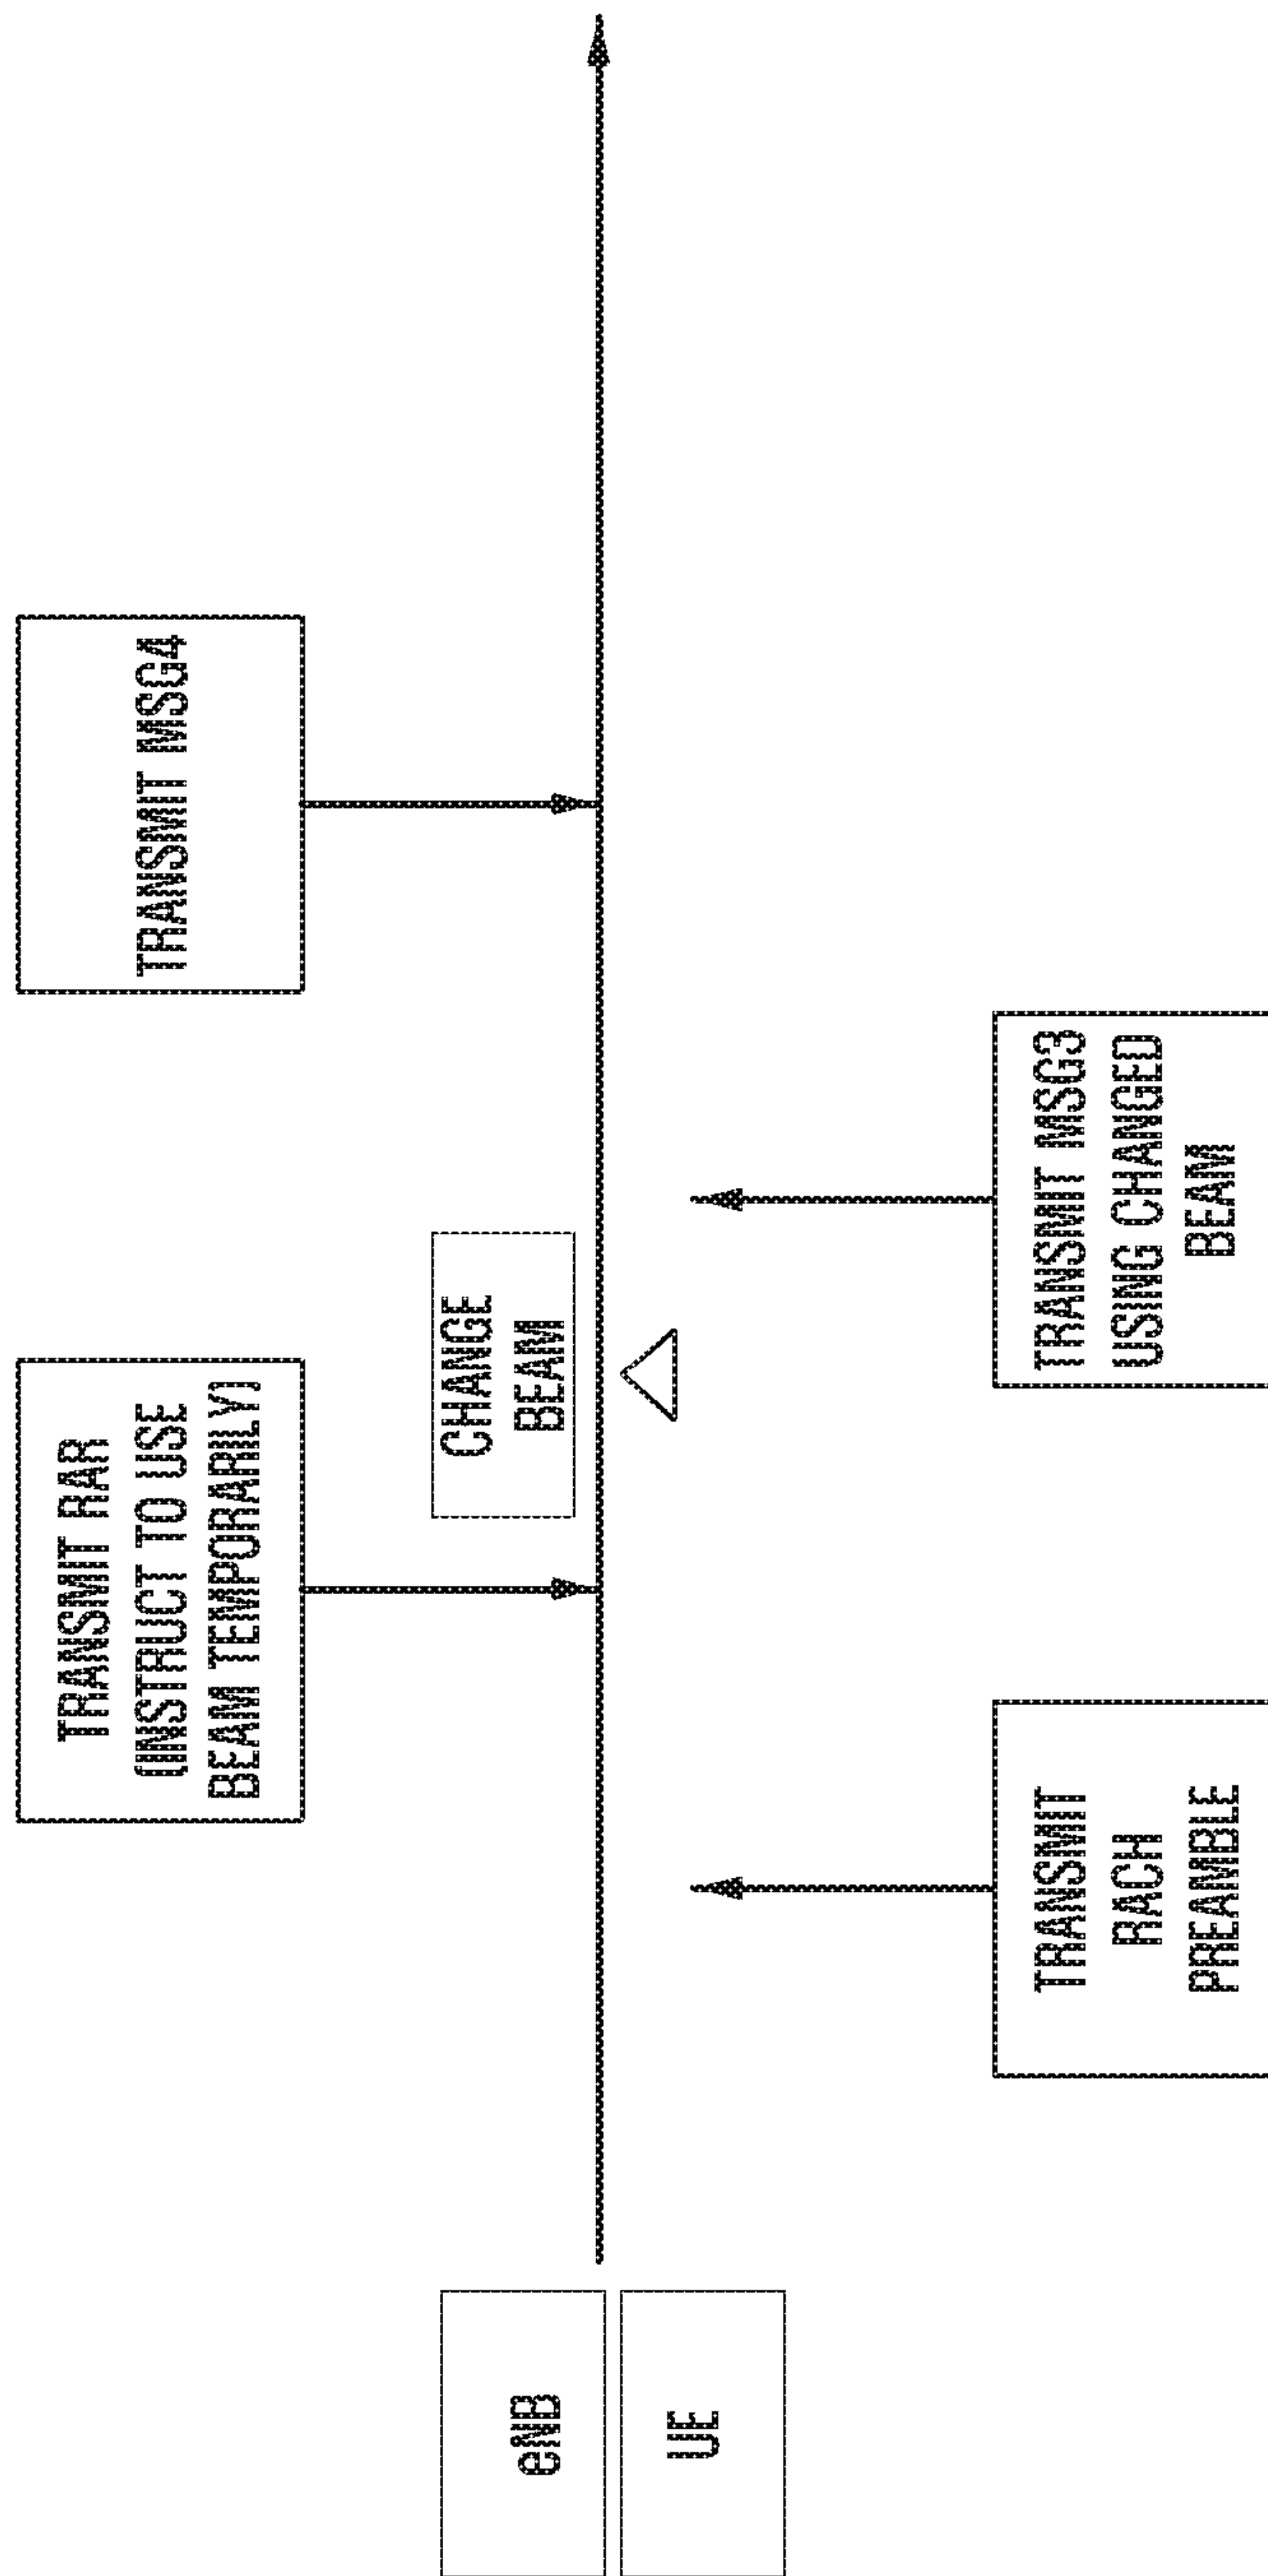 eNB
UE
TRANSMIT RAR
(INSTRUCT TO USE
BEAM TEMPORARILY)
TRANSMIT MSG4
CHANGE
BEAM
TRANSMIT
RACH
PREAMBLE
TRANSMIT MSG3
USING CHANGED
BEAM